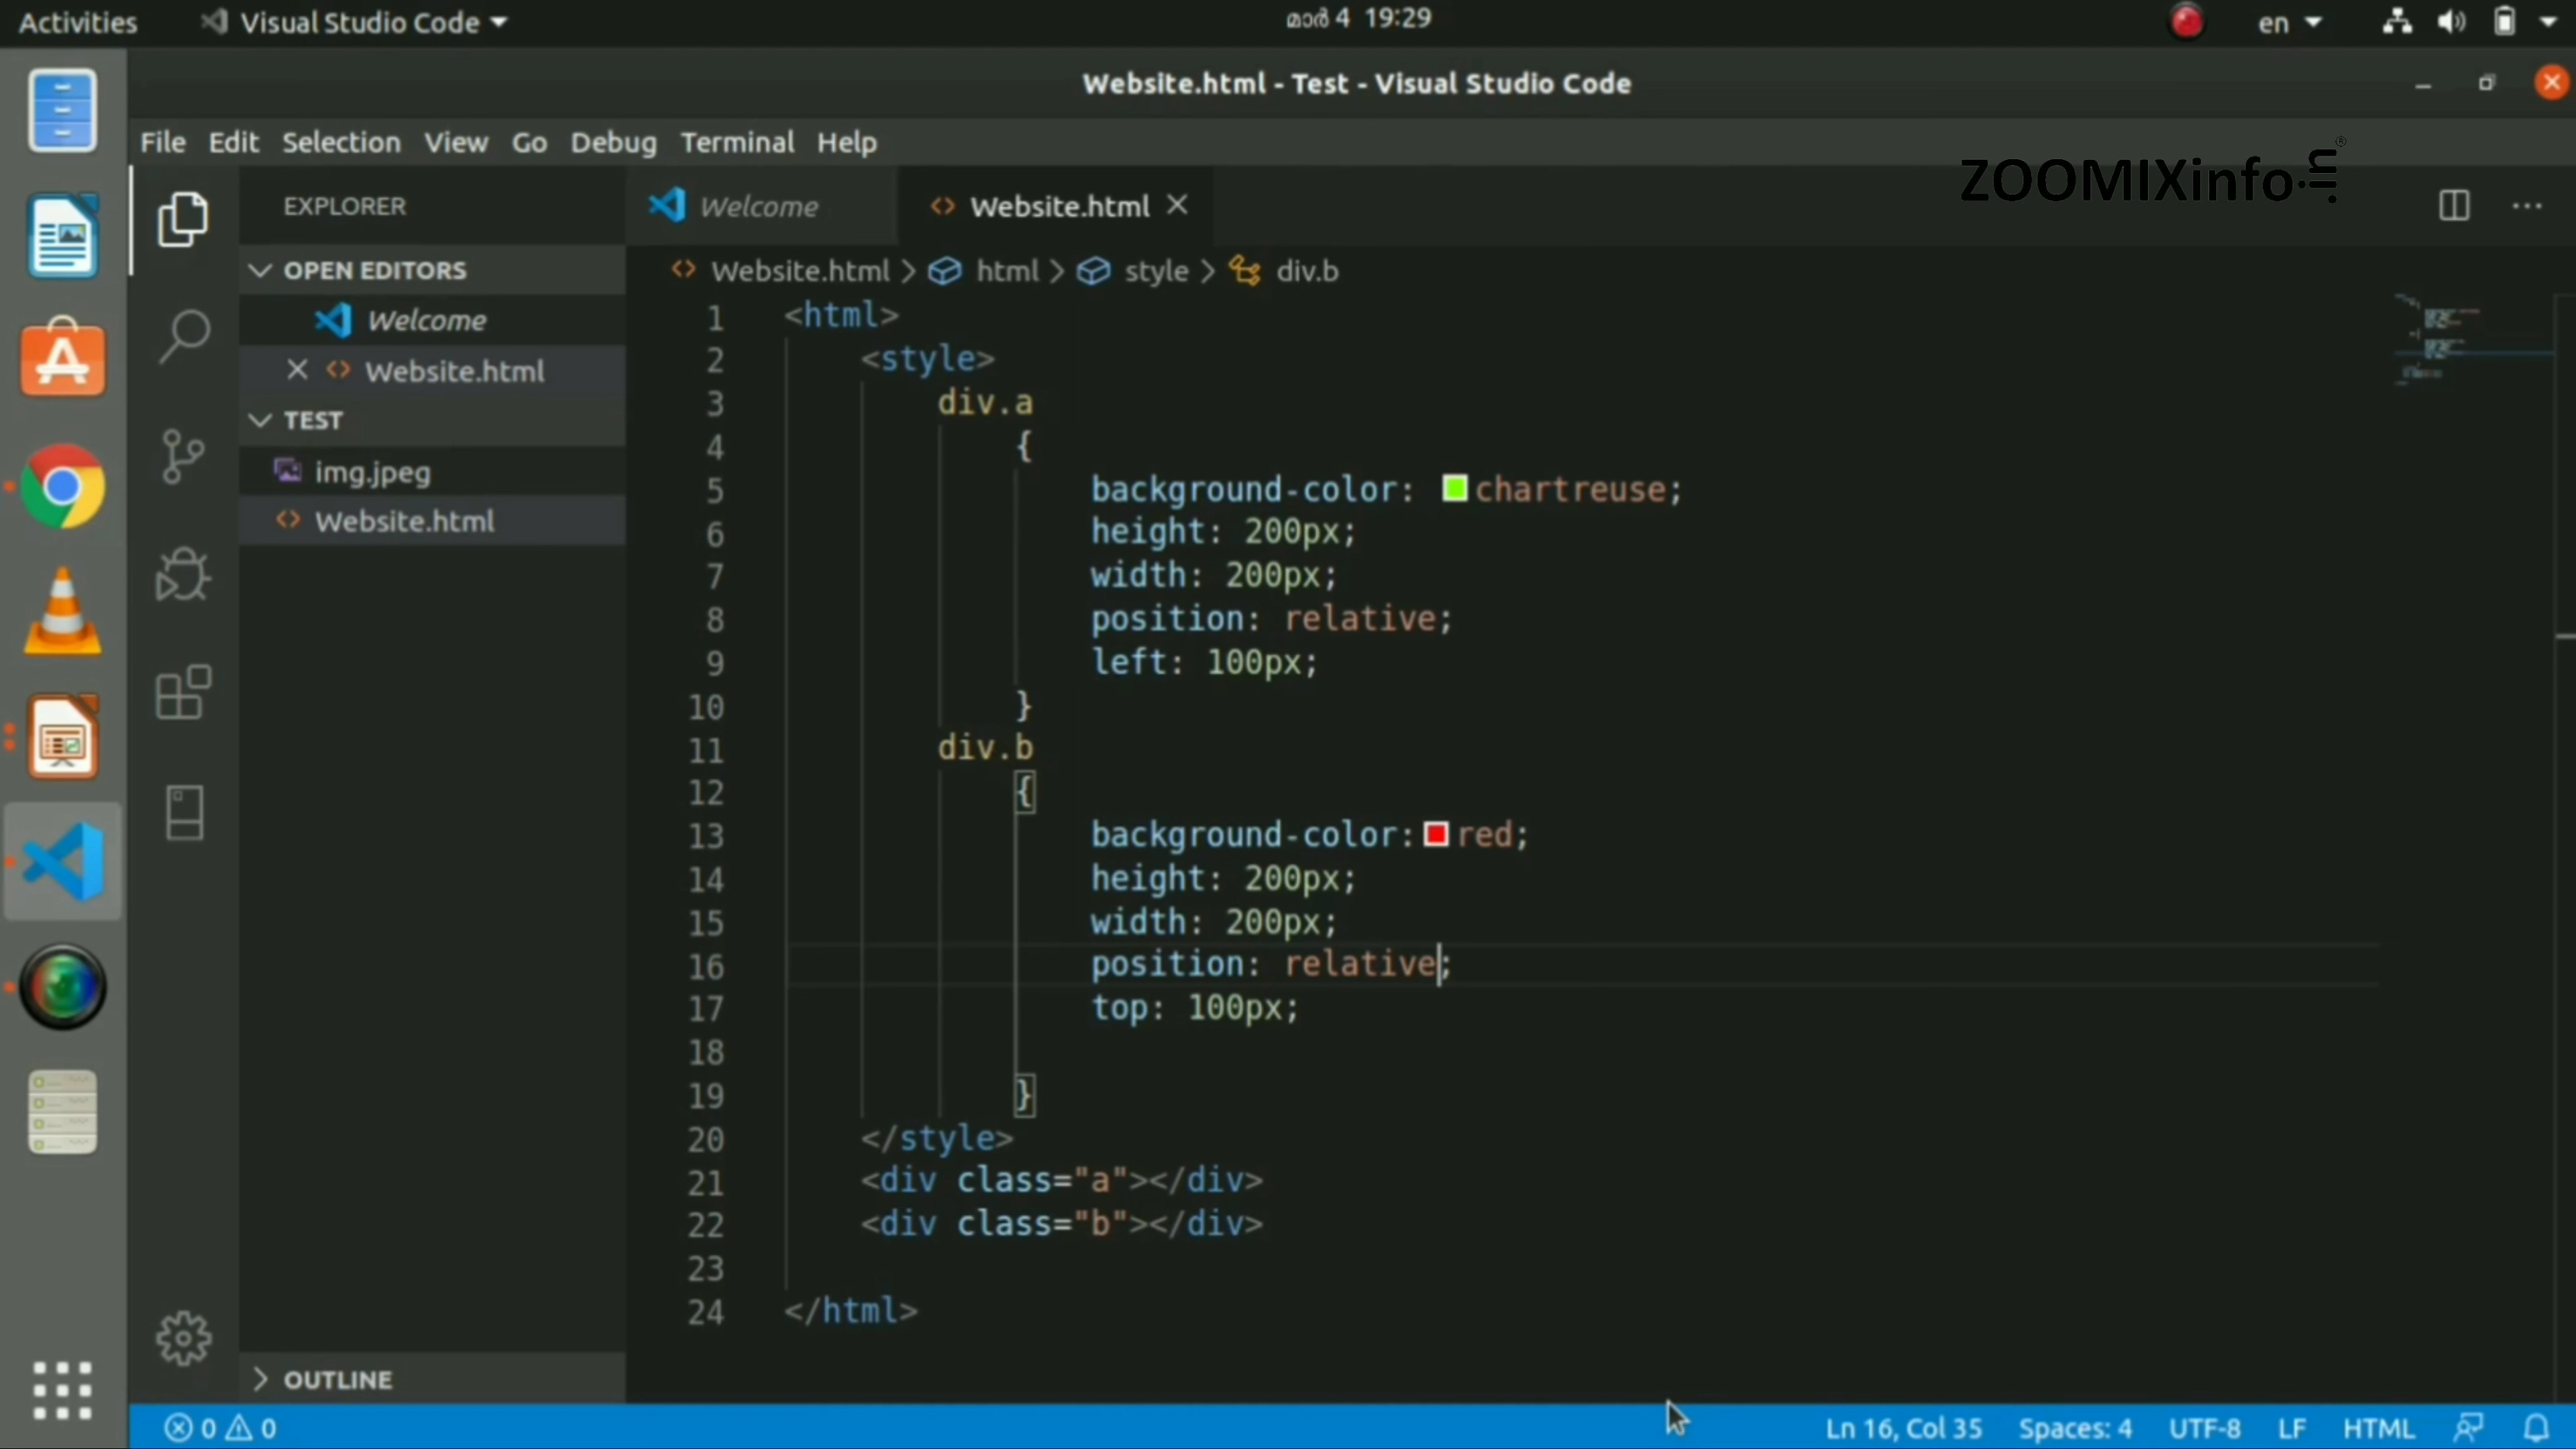 Activities
Visual Studio Code
മാർ 4 19:29
en
Website.html - Test - Visual Studio Code
File Edit Selection View Go Debug Terminal Help
ZOOMIXinfo.in®
EXPLORER
Welcome
Website.html
OPEN EDITORS
Welcome
Website.html
TEST
img.jpeg
Website.html
OUTLINE
Website.html > html > style > div.b
1 <html>
2 <style>
3 div.a
4 {
5 background-color: chartreuse;
6 height: 200px;
7 width: 200px;
8 position: relative;
9 left: 100px;
10 }
11 div.b
12 {
13 background-color: red;
14 height: 200px;
15 width: 200px;
16 position: relative;
17 top: 100px;
18
19 }
20 </style>
21 <div class="a"></div>
22 <div class="b"></div>
23
24 </html>
0 0
Ln 16, Col 35 Spaces: 4 UTF-8 LF HTML